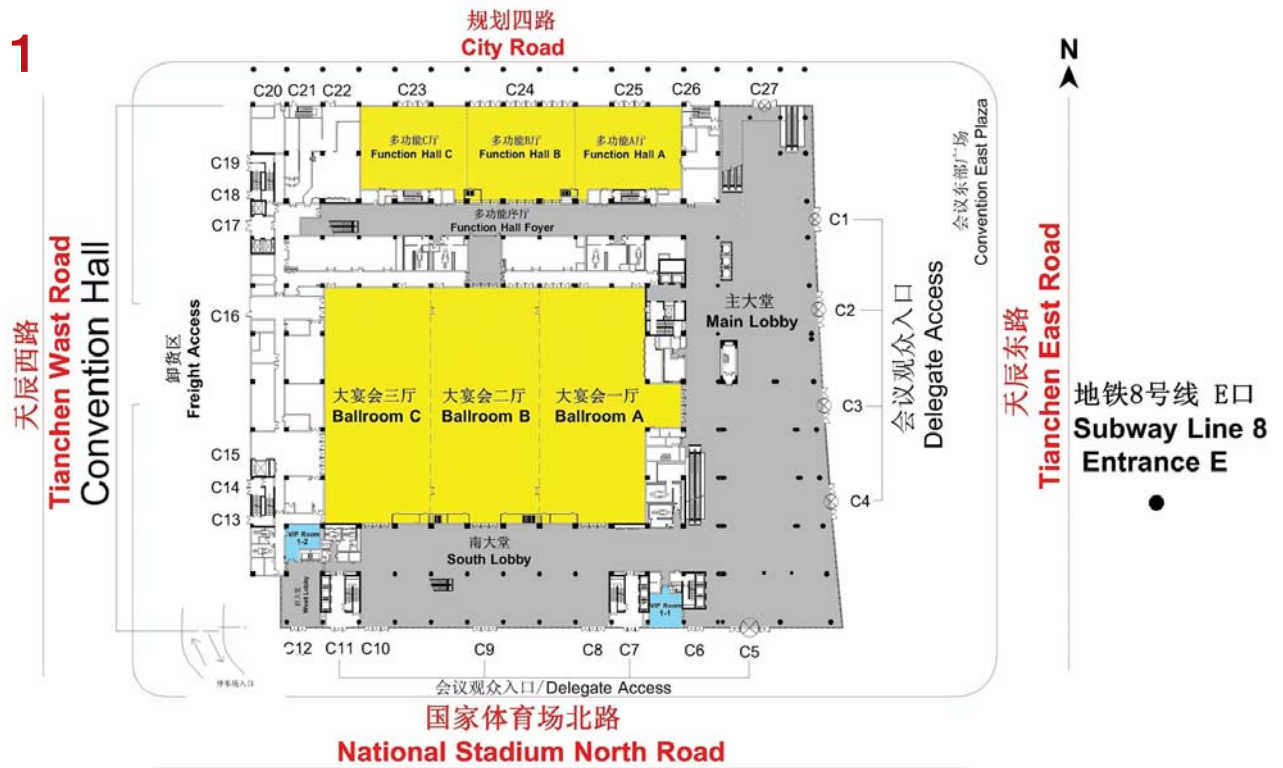 1
规划四路
City Road
N
C20
C21
C22
C23
C24
C25
C26
C27
多功能C厅
Function Hall C
多功能B厅
Function Hall B
多功能A厅
Function Hall A
会议东部广场
Convention East Plaza
C19
C18
C17
C16
C15
C14
C13
多功能序厅
Function Hall Foyer
C1
C2
C3
C4
主大堂
Main Lobby
会议观众入口
Delegate Access
天辰西路
Tianchen Wast Road
Convention Hall
卸货区
Freight Access
大宴会三厅
Ballroom C
大宴会二厅
Ballroom B
大宴会一厅
Ballroom A
天辰东路
Tianchen East Road
地铁8号线 E口
Subway Line 8
Entrance E
VIP Room
1-2
南大堂
South Lobby
West Lobby
VIP Room
1-1
C12
C11
C10
C9
C8
C7
C6
C5
停车场入口
会议观众入口/Delegate Access
国家体育场北路
National Stadium North Road